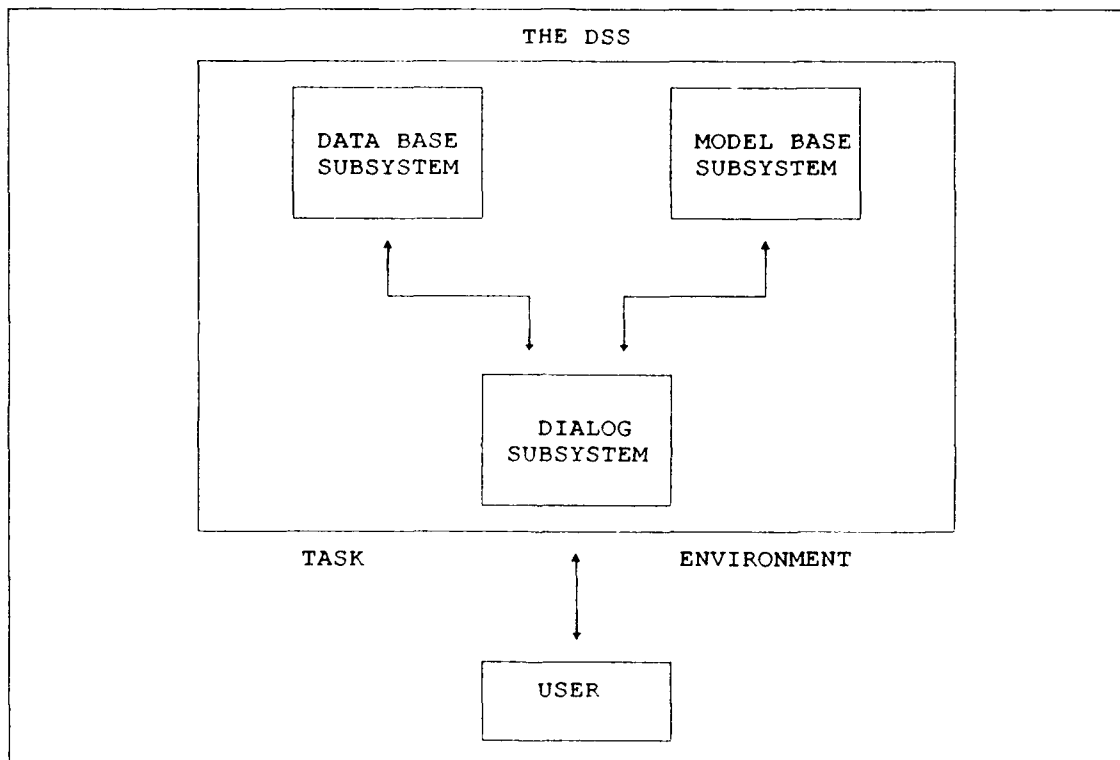 THE DSS
DATA BASE
SUBSYSTEM
MODEL BASE
SUBSYSTEM
DIALOG
SUBSYSTEM
TASK
ENVIRONMENT
USER